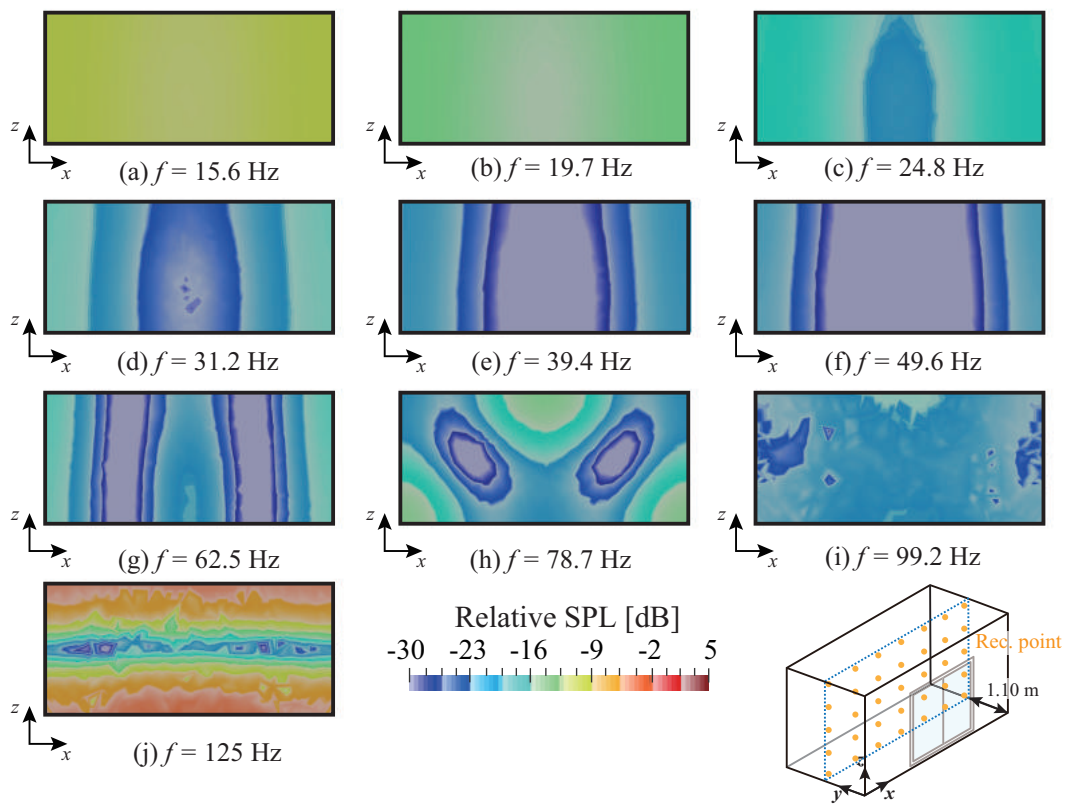 z
x
(a) f = 15.6 Hz
z
x
(b) f = 19.7 Hz
z
x
(c) f = 24.8 Hz
z
x
(d) f = 31.2 Hz
z
x
(e) f = 39.4 Hz
z
x
(f) f = 49.6 Hz
z
x
(g) f = 62.5 Hz
z
x
(h) f = 78.7 Hz
z
x
(i) f = 99.2 Hz
z
x
(j) f = 125 Hz
Relative SPL [dB]
-30 -23 -16 -9 -2 5
Rec. point
1.10 m
z
y
x